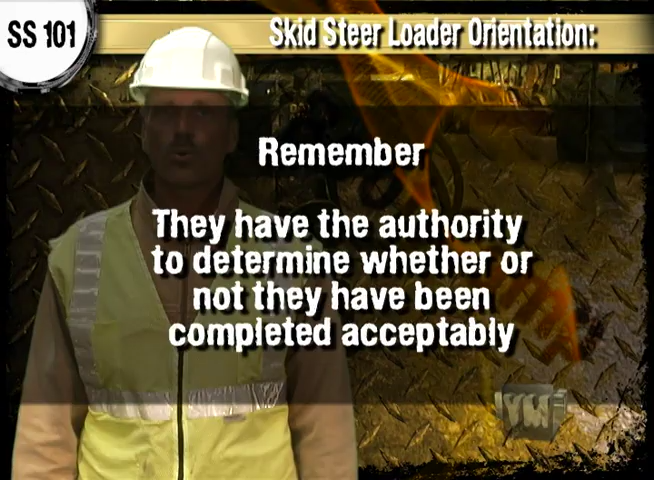 SS 101
Skid Steer Loader Orientation:
Remember
They have the authority
to determine whether or
not they have been
completed acceptably
YW